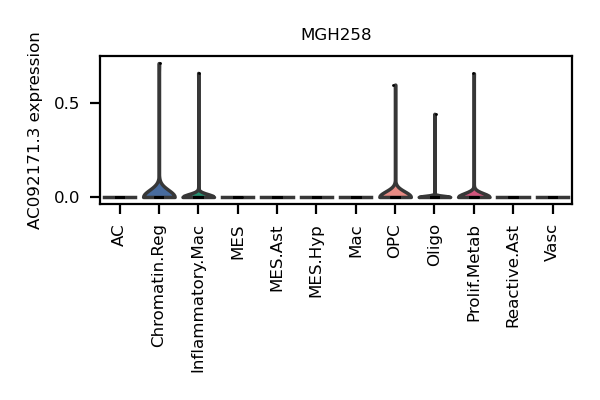 MGH258
AC092171.3 expression
0.5
0.0
AC
Chromatin.Reg
Inflammatory.Mac
MES
MES.Ast
MES.Hyp
Mac
OPC
Oligo
Prolif.Metab
Reactive.Ast
Vasc